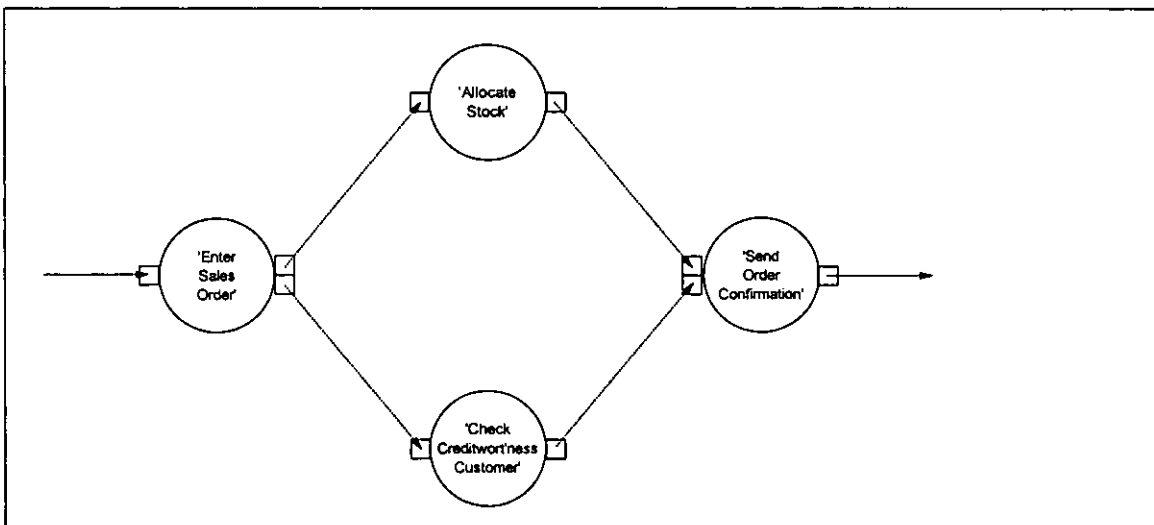 'Allocate
Stock'
'Enter
Sales
Order'
'Send
Order
Confirmation'
'Check
Creditwort'ness
Customer'